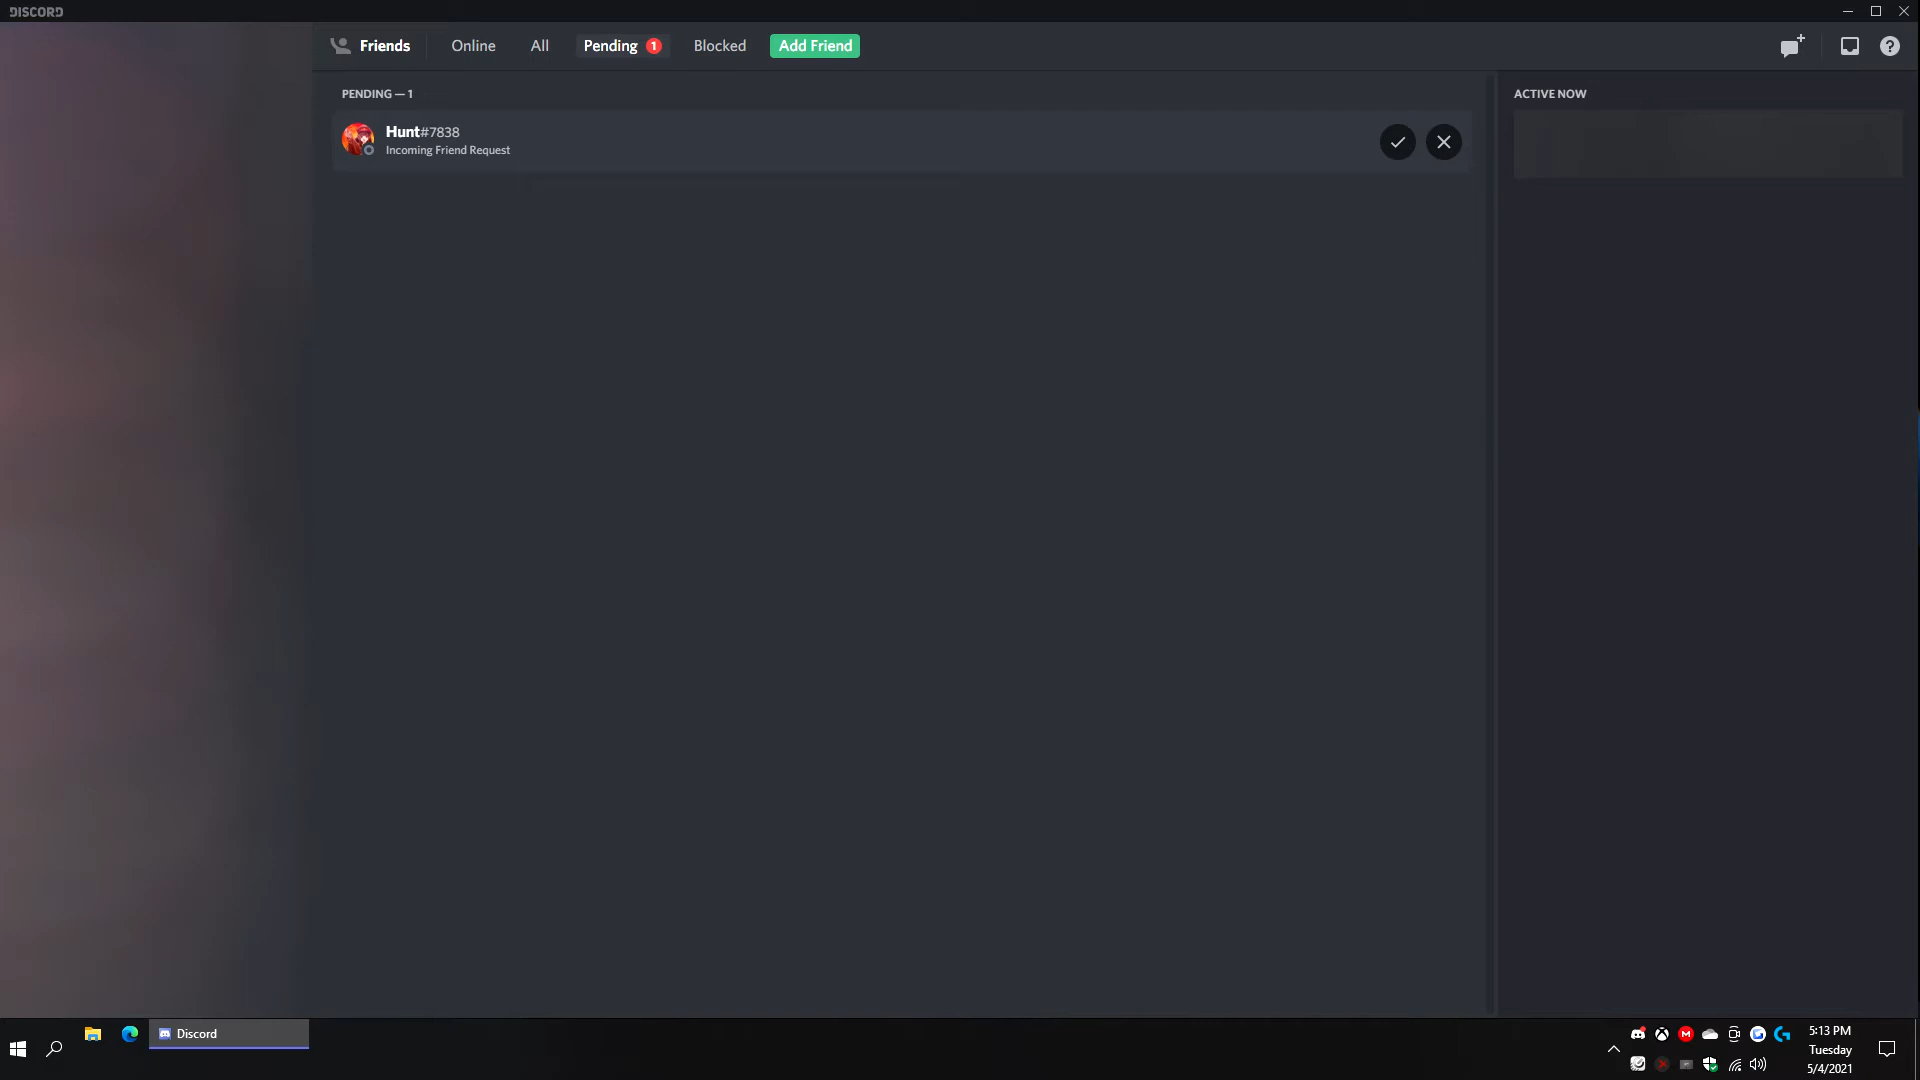 DISCORD
Friends Online All Pending 1 Blocked Add Friend
PENDING — 1
ACTIVE NOW
Hunt#7838
Incoming Friend Request
Discord
5:13 PM
Tuesday
5/4/2021